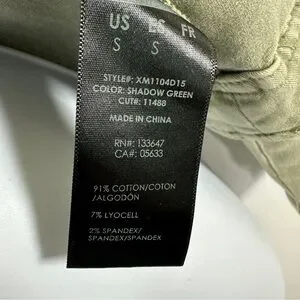 US ES FR
S S S
STYLE#: XM1104D15
COLOR: SHADOW GREEN
CUT#: 11488
MADE IN CHINA
RN#: 133647
CA#: 05633
91% COTTON/COTON
/ALGODÓN
7% LYOCELL
2% SPANDEX/
SPANDEX/SPANDEX